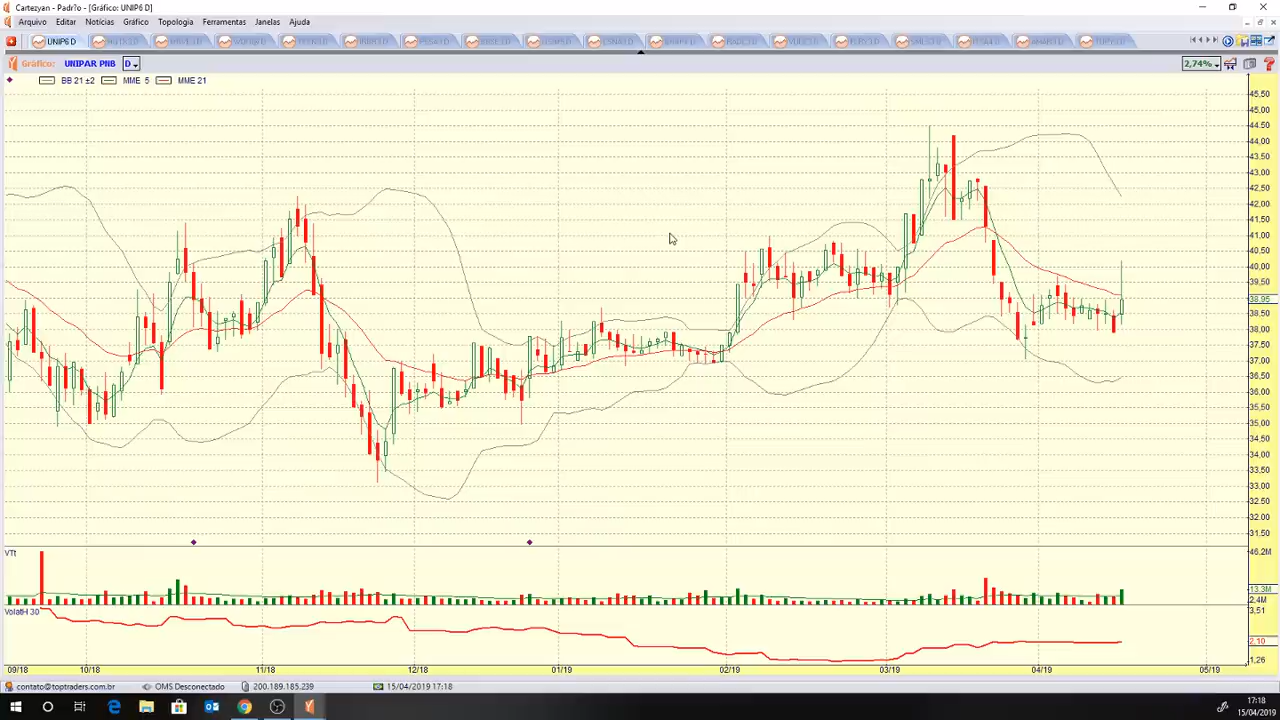 Cartezyan - Padr?o - [Gráfico: UNIP6 D]
Arquivo Editar Notícias Gráfico Topologia Ferramentas Janelas Ajuda
UNIP6 D
Gráfico: UNIPAR PNB D 2,74%
BB 21 ±2 MME 5 MME 21
45,50
45,00
44,50
44,00
43,50
43,00
42,50
42,00
41,50
41,00
40,50
40,00
39,50
38,95
38,50
38,00
37,50
37,00
36,50
36,00
35,50
35,00
34,50
34,00
33,50
33,00
32,50
32,00
31,50
VTt
46,2M
13,3M
2,4M
VolatH 30
3,51
2,10
1,26
09/18 10/18 11/18 12/18 01/19 02/19 03/19 04/19 05/19
contato@toptraders.com.br OMS Desconectado 200.189.185.239 15/04/2019 17:18
17:18
15/04/2019